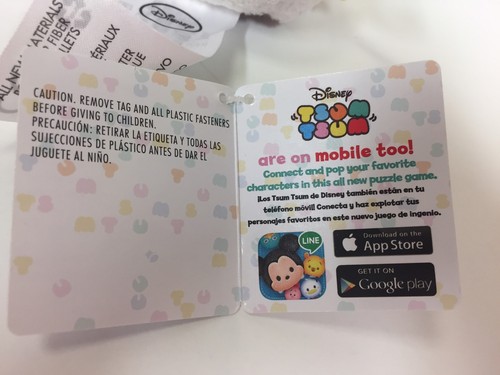 Disney
MATERIALS
FIBER
MATÉRIAUX
CAUTION. REMOVE TAG AND ALL PLASTIC FASTENERS
BEFORE GIVING TO CHILDREN.
PRECAUCIÓN: RETIRAR LA ETIQUETA Y TODAS LAS
SUJECCIONES DE PLÁSTICO ANTES DE DAR EL
JUGUETE AL NIÑO.
Disney
TSUM
TSUM
are on mobile too!
Connect and pop your favorite
characters in this all new puzzle game.
¡Los Tsum Tsum de Disney también están en tu
teléfono móvil! Conecta y haz explotar tus
personajes favoritos en este nuevo juego de ingenio.
LINE
Download on the
App Store
GET IT ON
Google play